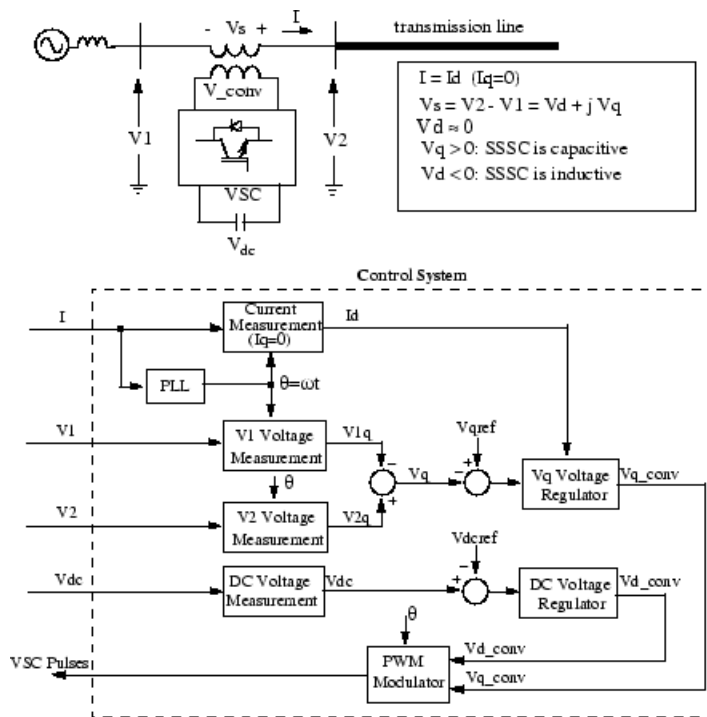 I
- Vs +
transmission line
V_conv
V1
V2
VSC
Vdc
I = Id (Iq=0)
Vs = V2 - V1 = Vd + j Vq
Vd ≈ 0
Vq > 0: SSSC is capacitive
Vd < 0: SSSC is inductive
Control System
I
Current
Measurement
(Iq=0)
Id
PLL
θ=ωt
V1
V1 Voltage
Measurement
V1q
θ
V2
V2 Voltage
Measurement
V2q
-
+
Vq
Vqref
+
-
Vq Voltage
Regulator
Vq_conv
Vdc
DC Voltage
Measurement
Vdc
Vdcref
-
+
DC Voltage
Regulator
Vd_conv
θ
PWM
Modulator
Vd_conv
Vq_conv
VSC Pulses